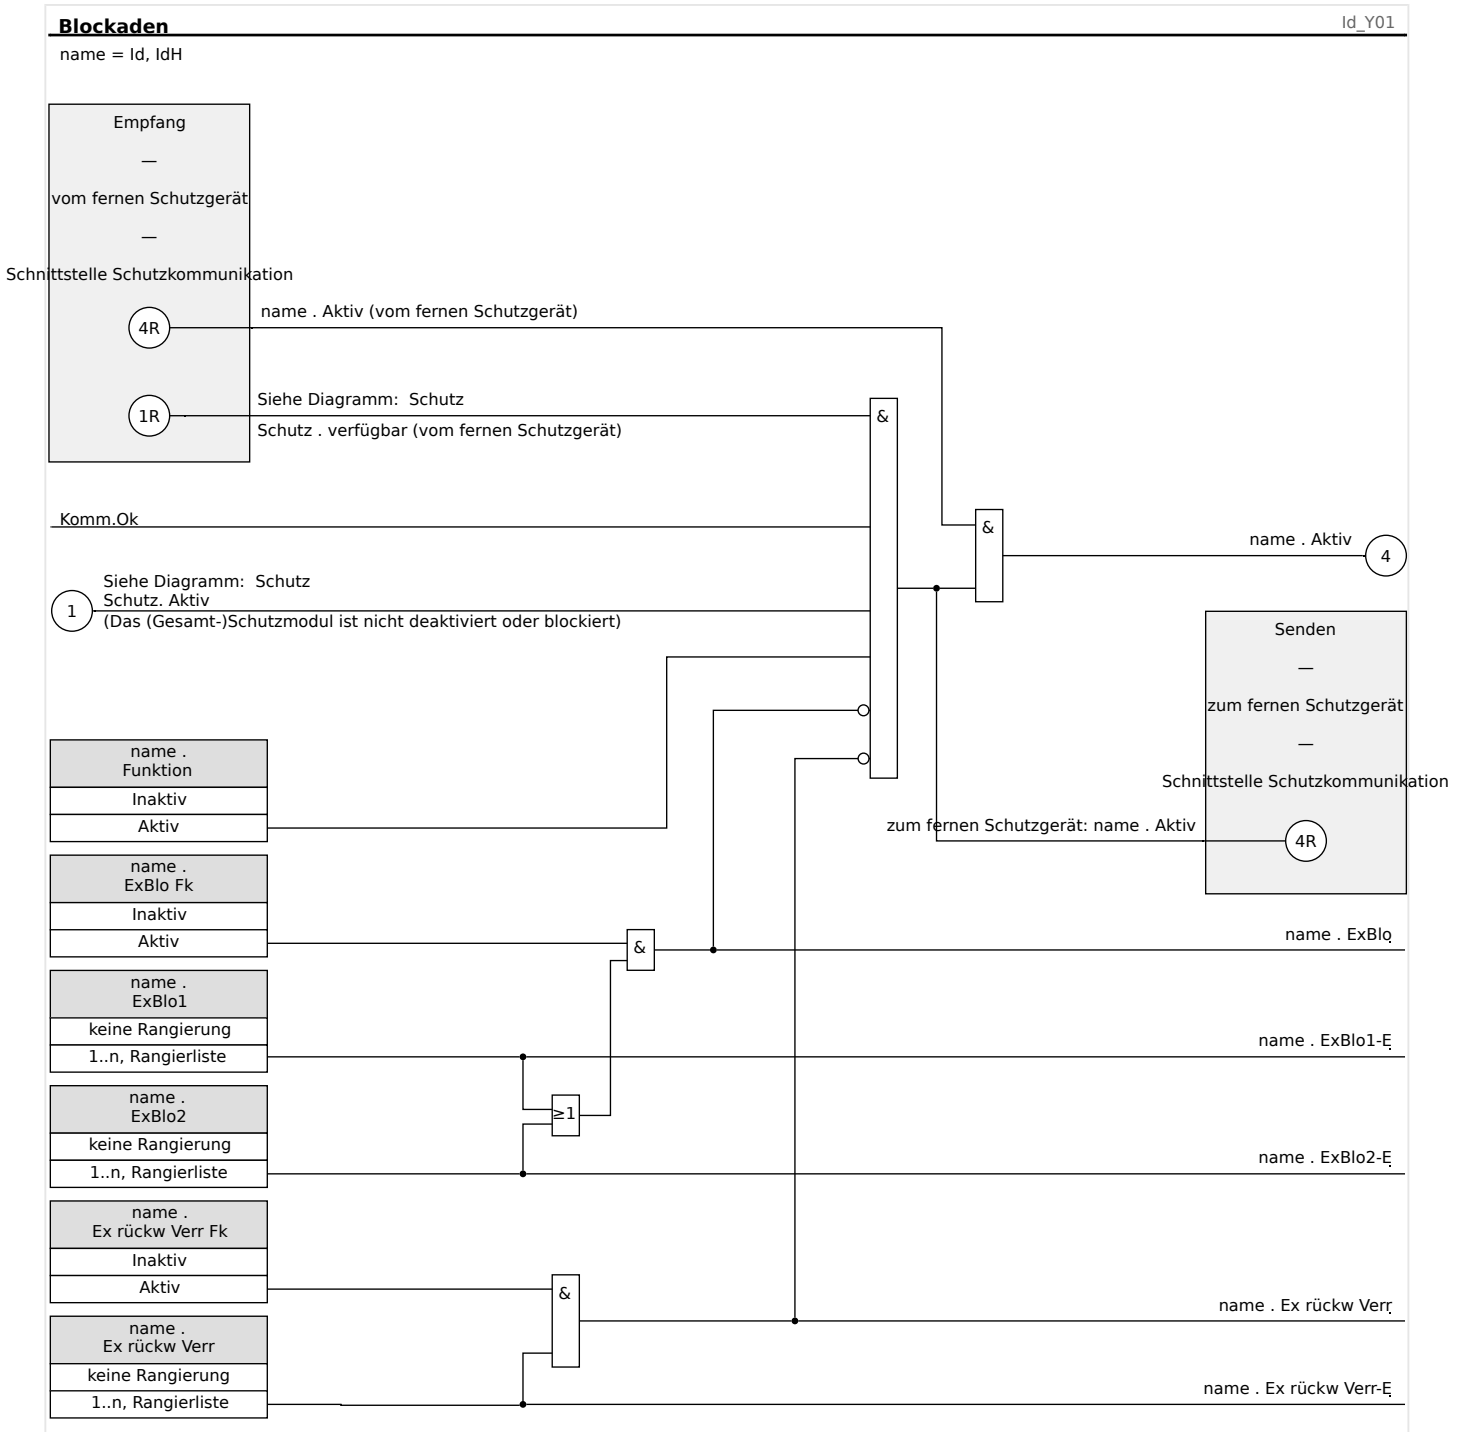 Blockaden
Id_Y01
name = Id, IdH
Empfang
—
vom fernen Schutzgerät
—
Schnittstelle Schutzkommunikation
4R
name . Aktiv (vom fernen Schutzgerät)
1R
Siehe Diagramm: Schutz
Schutz . verfügbar (vom fernen Schutzgerät)
&
Komm.Ok
&
name . Aktiv
4
1
Siehe Diagramm: Schutz
Schutz. Aktiv
(Das (Gesamt-)Schutzmodul ist nicht deaktiviert oder blockiert)
Senden
—
zum fernen Schutzgerät
—
Schnittstelle Schutzkommunikation
zum fernen Schutzgerät: name . Aktiv
4R
name .
Funktion
Inaktiv
Aktiv
name .
ExBlo Fk
Inaktiv
Aktiv
&
name . ExBlo
name .
ExBlo1
keine Rangierung
1..n, Rangierliste
name . ExBlo1-E
name .
ExBlo2
keine Rangierung
1..n, Rangierliste
≥1
name . ExBlo2-E
name .
Ex rückw Verr Fk
Inaktiv
Aktiv
&
name . Ex rückw Verr
name .
Ex rückw Verr
keine Rangierung
1..n, Rangierliste
name . Ex rückw Verr-E